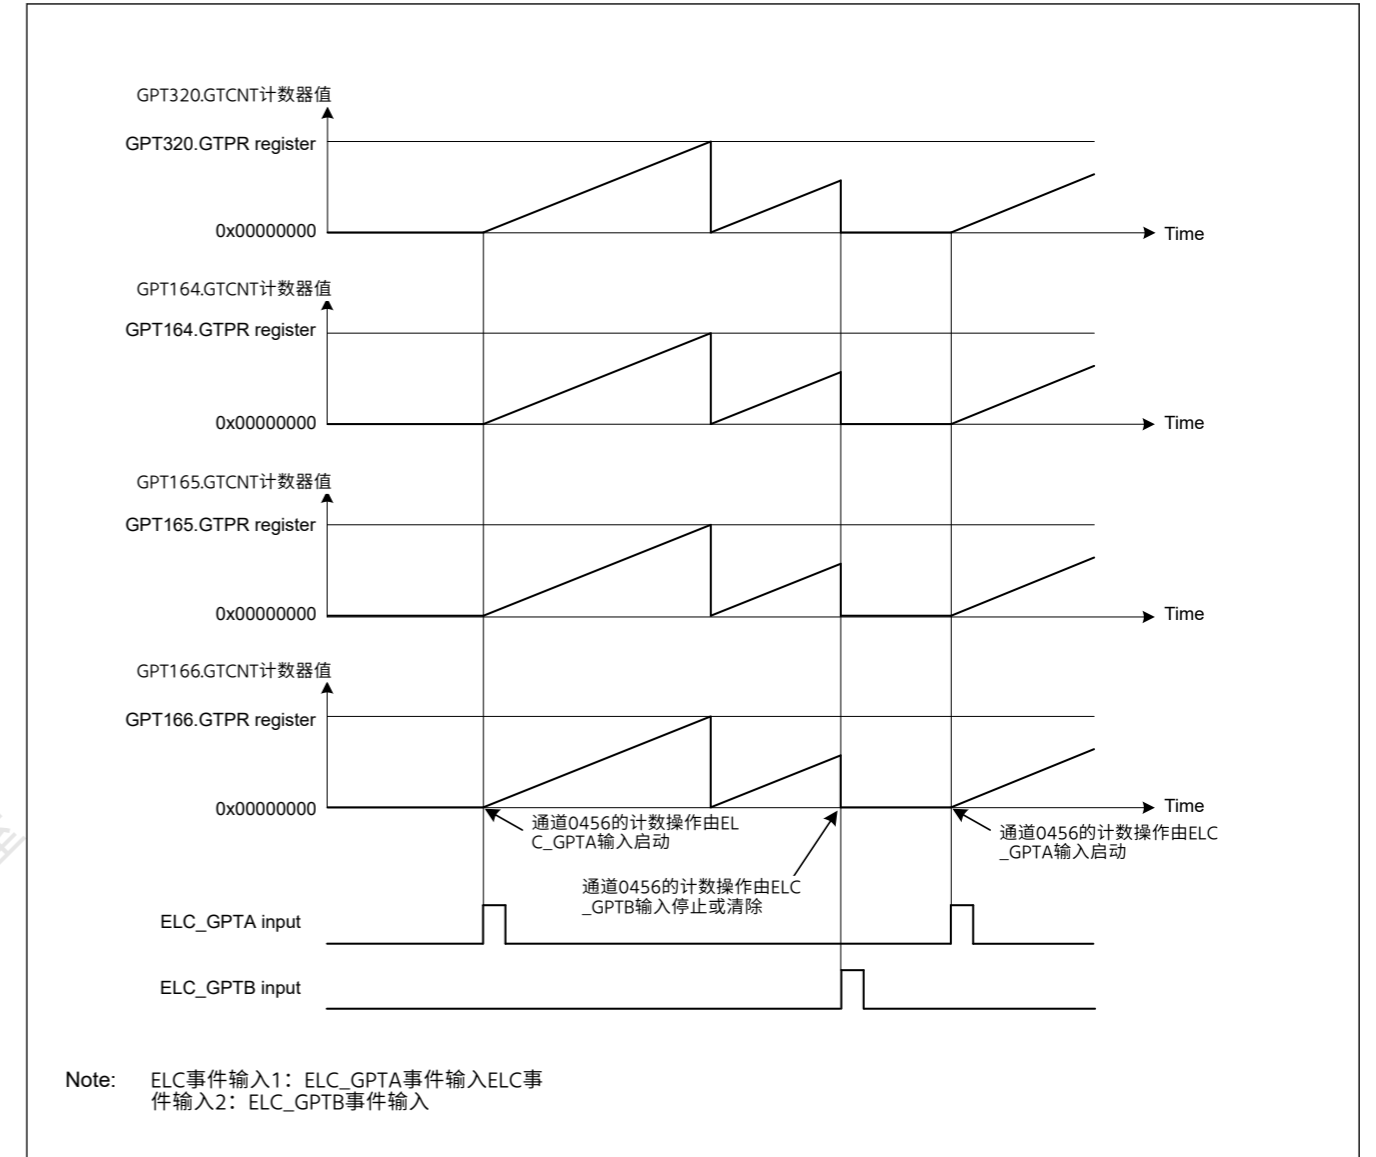 GPT320.GTCNT计数器值
GPT320.GTPR register
0x00000000
Time
GPT164.GTCNT计数器值
GPT164.GTPR register
0x00000000
Time
GPT165.GTCNT计数器值
GPT165.GTPR register
0x00000000
Time
GPT166.GTCNT计数器值
GPT166.GTPR register
0x00000000
Time
通道0456的计数操作由EL
C_GPTA输入启动
通道0456的计数操作由ELC
_GPTA输入启动
通道0456的计数操作由ELC
_GPTB输入停止或清除
ELC_GPTA input
ELC_GPTB input
Note: ELC事件输入1：ELC_GPTA事件输入ELC事
件输入2：ELC_GPTB事件输入